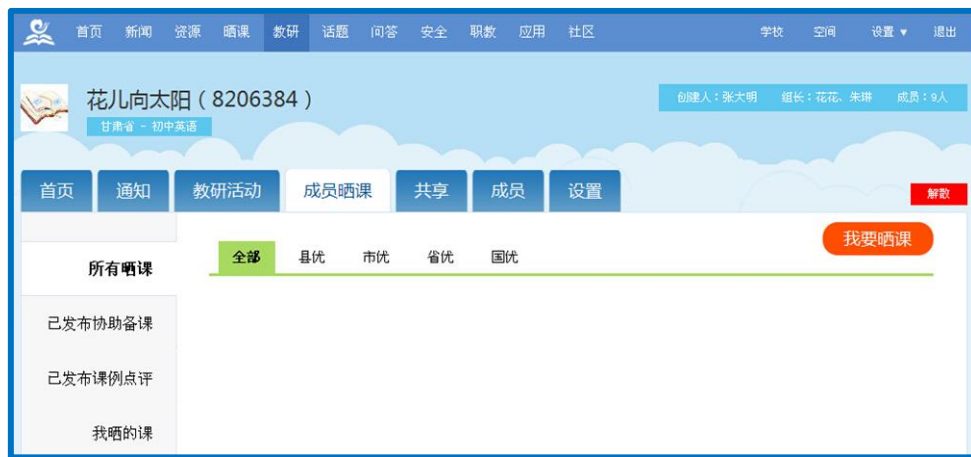 首页 新闻 资源 晒课 教研 话题 问答 安全 职教 应用 社区 学校 空间 设置 ▼ 退出
花儿向太阳（8206384）
创建人：张大明 组长：花花、朱琳 成员：9人
甘肃省 - 初中英语
首页 通知 教研活动 成员晒课 共享 成员 设置
解散
我要晒课
全部 县优 市优 省优 国优
所有晒课
已发布协助备课
已发布课例点评
我晒的课